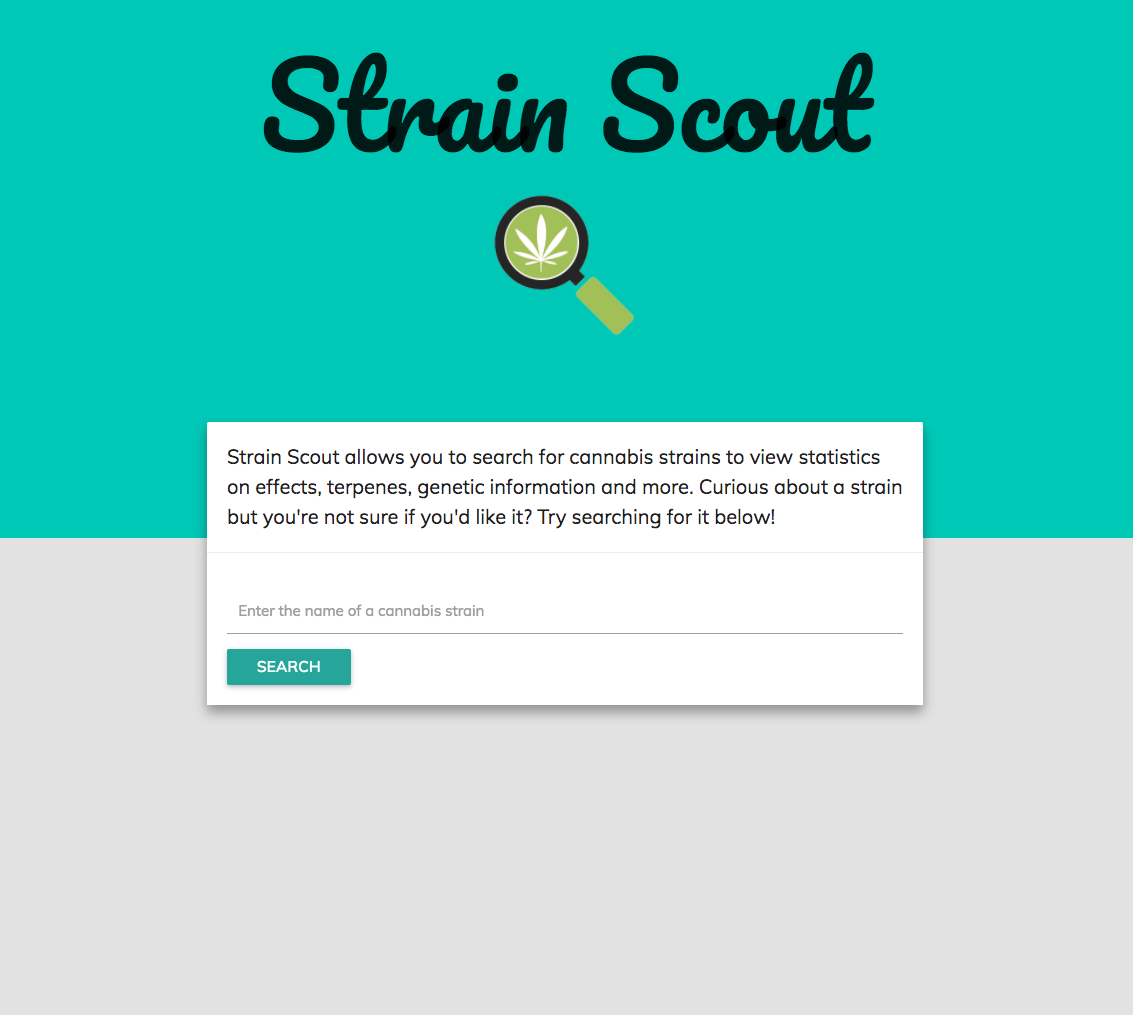 Strain Scout
Strain Scout allows you to search for cannabis strains to view statistics
on effects, terpenes, genetic information and more. Curious about a strain
but you're not sure if you'd like it? Try searching for it below!
Enter the name of a cannabis strain
SEARCH